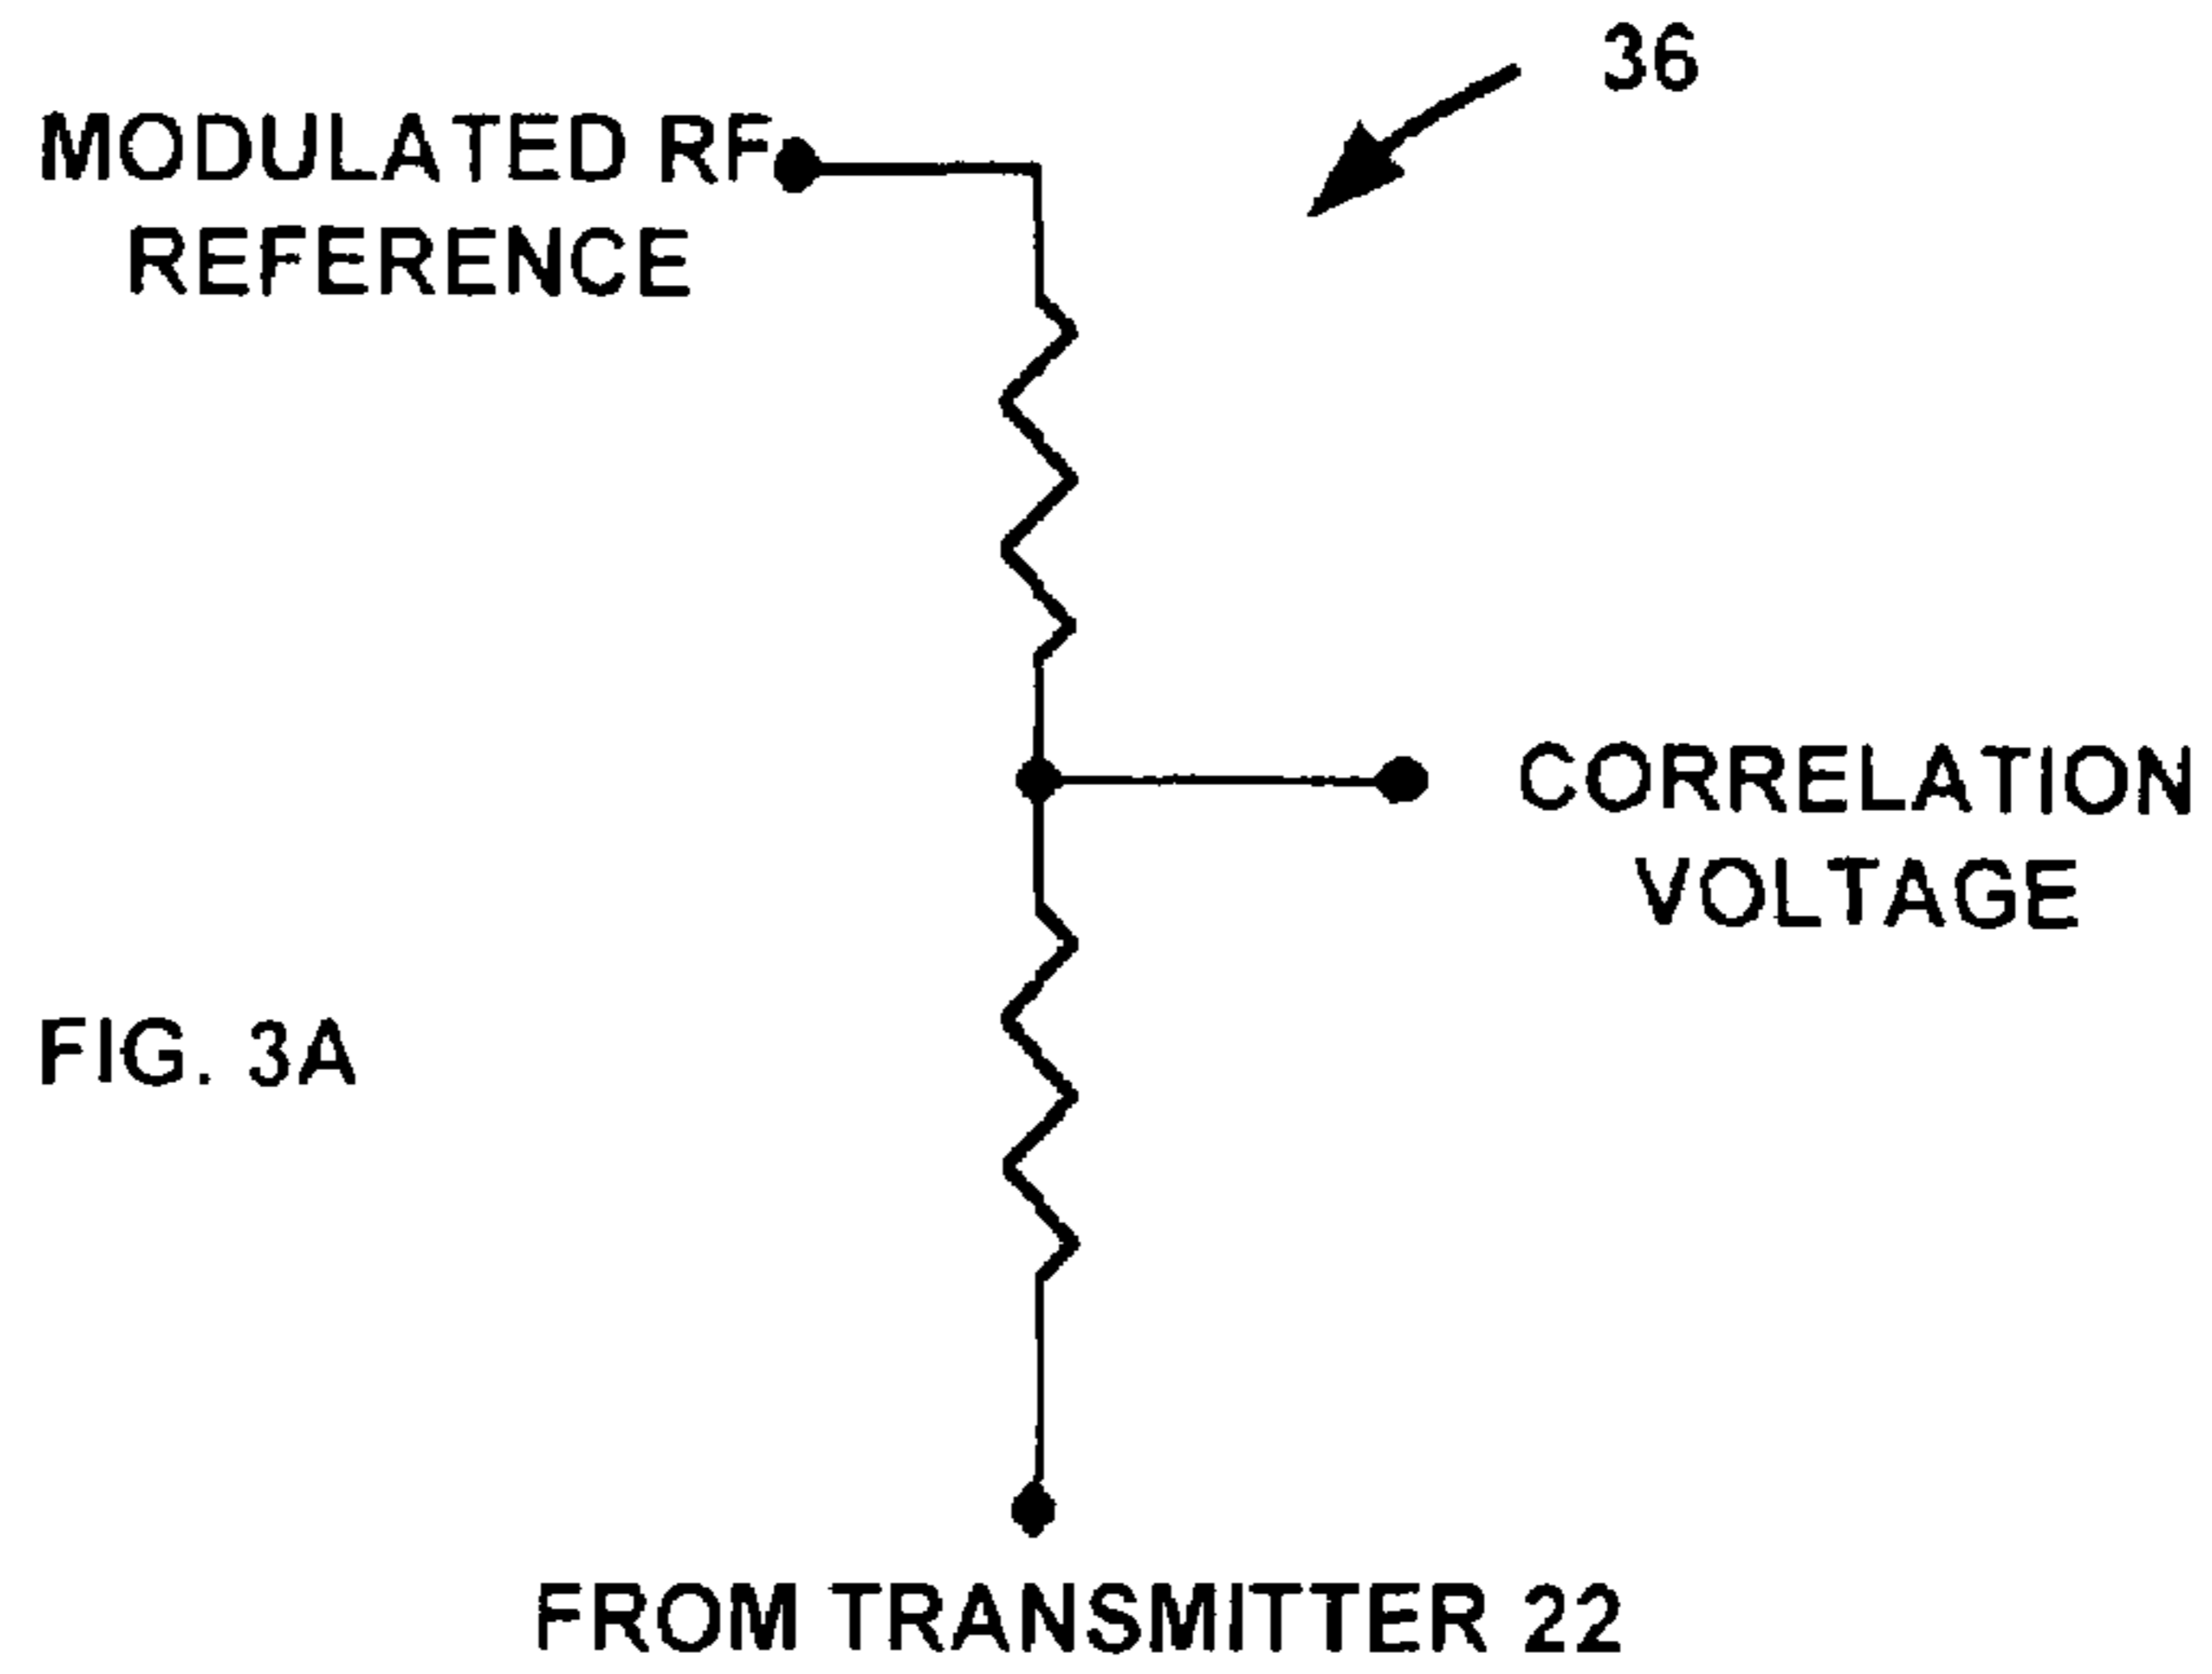 36
MODULATED RF
REFERENCE
CORRELATION
VOLTAGE
FIG. 3A
FROM TRANSMITTER 22